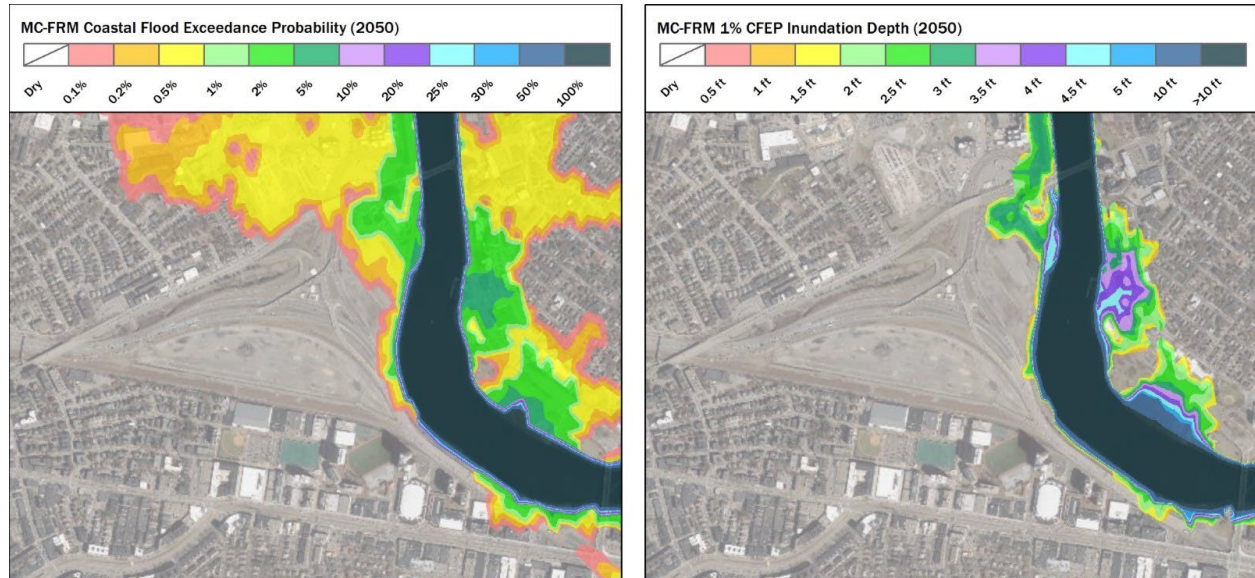 MC-FRM Coastal Flood Exceedance Probability (2050)
Dry 0.1% 0.2% 0.5% 1% 2% 5% 10% 20% 25% 30% 50% 100%
MC-FRM 1% CFEP Inundation Depth (2050)
Dry 0.5 ft 1 ft 1.5 ft 2 ft 2.5 ft 3 ft 3.5 ft 4 ft 4.5 ft 5 ft 10 ft >10 ft